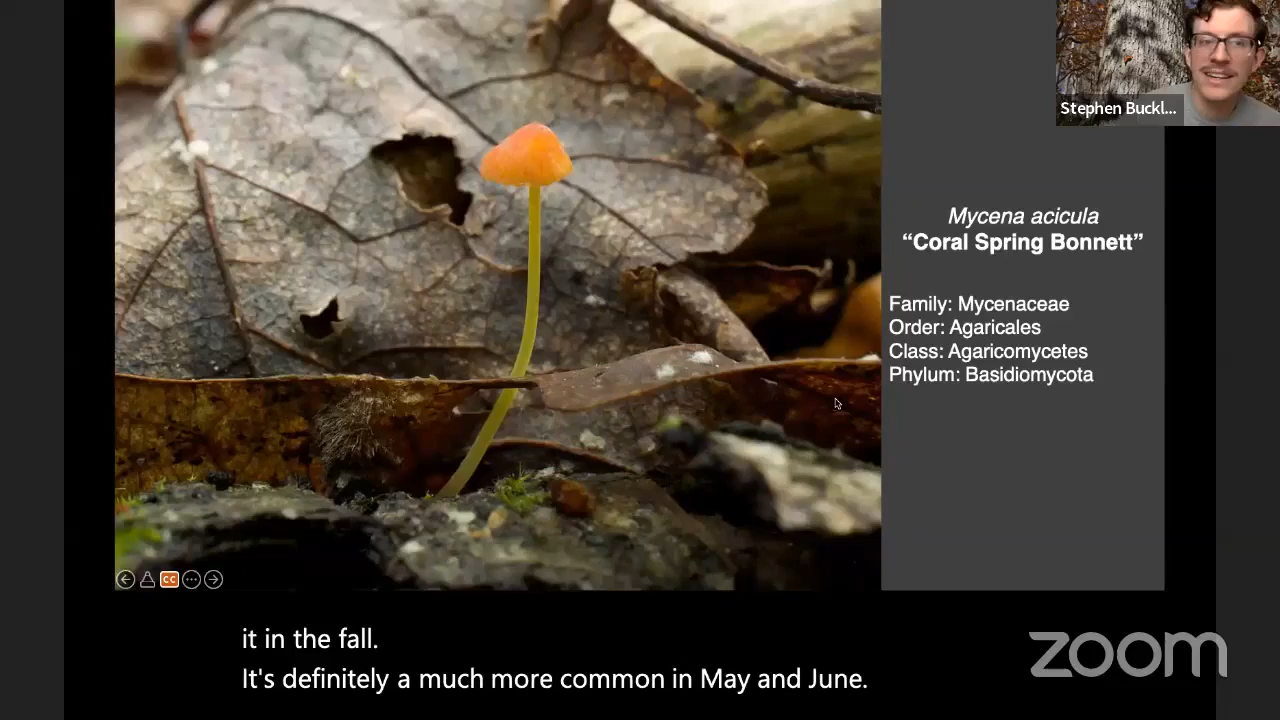 Stephen Buckl...
Mycena acicula
“Coral Spring Bonnett”
Family: Mycenaceae
Order: Agaricales
Class: Agaricomycetes
Phylum: Basidiomycota
CC
it in the fall.
It's definitely a much more common in May and June.
zoom